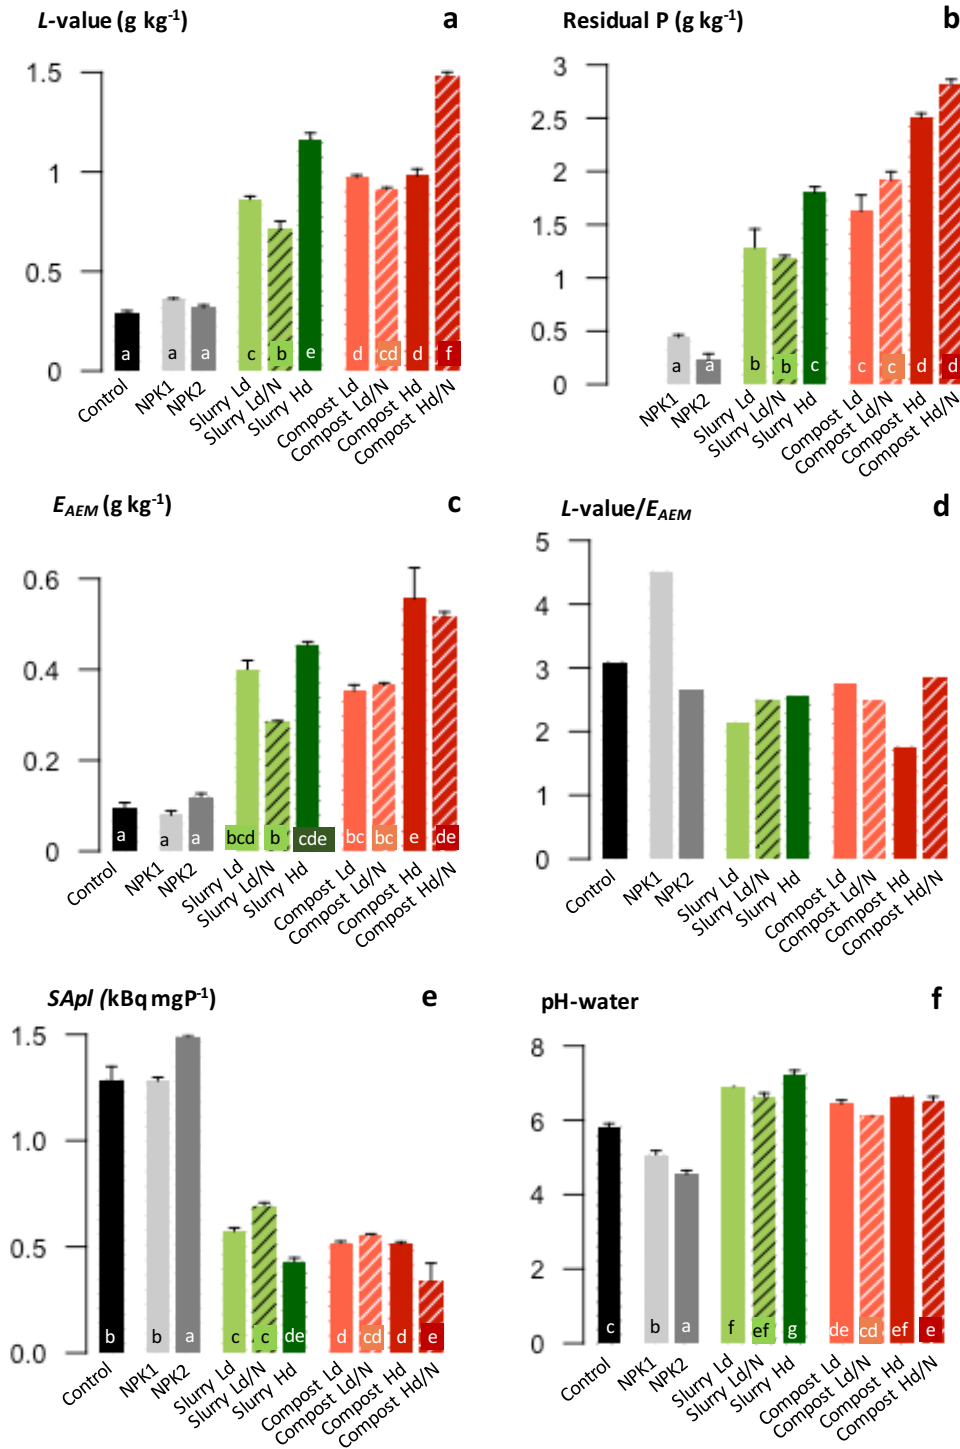 L-value (g kg-1) a
1.5
1
0.5
0
a a a c b e d cd d f
Control NPK1 NPK2 Slurry Ld Slurry Ld/N Slurry Hd Compost Ld Compost Ld/N Compost Hd Compost Hd/N
Residual P (g kg-1) b
3
2.5
2
1.5
1
0.5
0
a a b b c c c d d
NPK1 NPK2 Slurry Ld Slurry Ld/N Slurry Hd Compost Ld Compost Ld/N Compost Hd Compost Hd/N
EAEM (g kg-1) c
0.6
0.4
0.2
0
a a a bcd b cde bc bc e de
Control NPK1 NPK2 Slurry Ld Slurry Ld/N Slurry Hd Compost Ld Compost Ld/N Compost Hd Compost Hd/N
L-value/EAEM d
5
4
3
2
1
0
Control NPK1 NPK2 Slurry Ld Slurry Ld/N Slurry Hd Compost Ld Compost Ld/N Compost Hd Compost Hd/N
SApl (kBq mgP-1) e
1.5
1.0
0.5
0.0
b b a c c de d cd d e
Control NPK1 NPK2 Slurry Ld Slurry Ld/N Slurry Hd Compost Ld Compost Ld/N Compost Hd Compost Hd/N
pH-water f
8
6
4
2
0
c b a f ef g de cd ef e
Control NPK1 NPK2 Slurry Ld Slurry Ld/N Slurry Hd Compost Ld Compost Ld/N Compost Hd Compost Hd/N